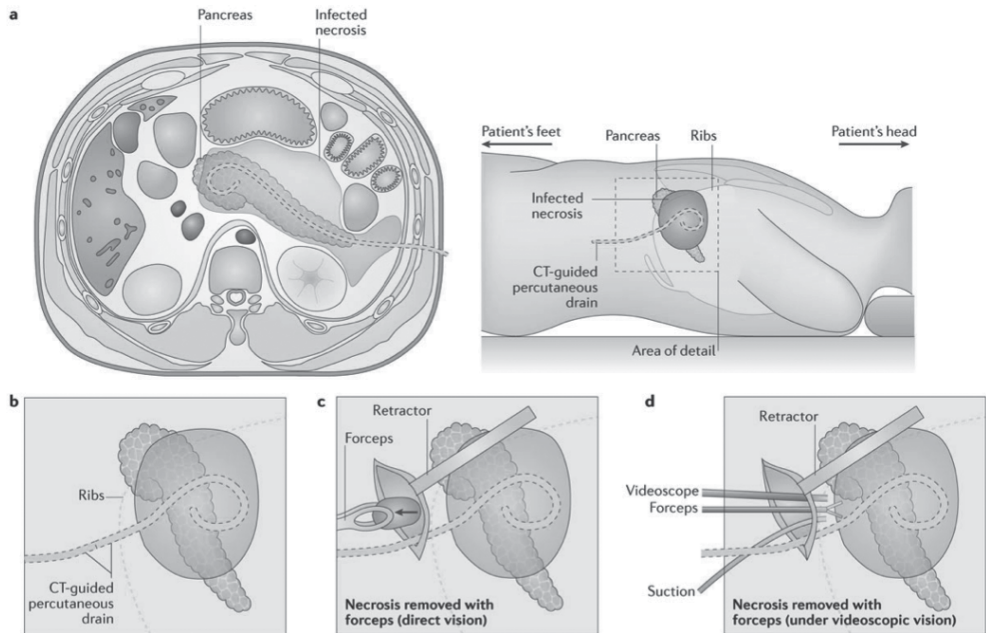 a
Pancreas
Infected
necrosis
Patient's feet
Pancreas
Ribs
Patient's head
Infected
necrosis
CT-guided
percutaneous
drain
Area of detail
b
Ribs
CT-guided
percutaneous
drain
c
Retractor
Forceps
Necrosis removed with
forceps (direct vision)
d
Retractor
Videoscope
Forceps
Suction
Necrosis removed with
forceps (under videoscopic vision)